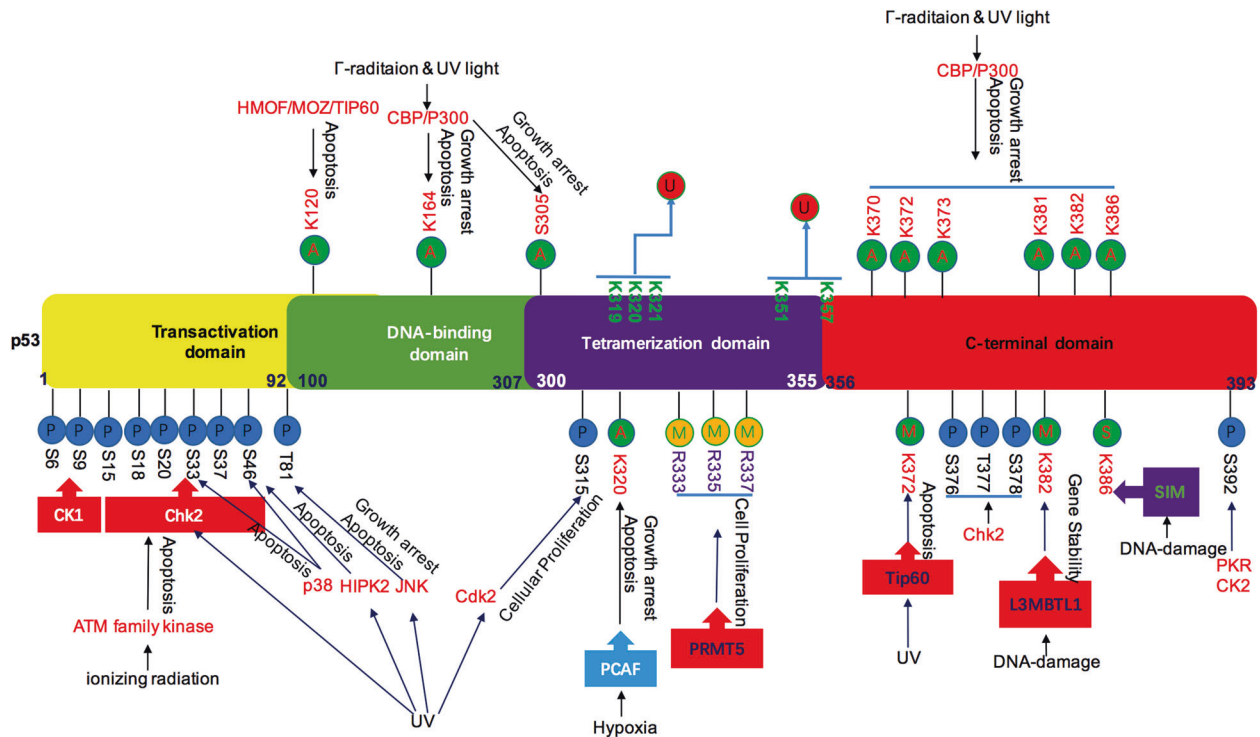 Γ-raditaion & UV light
Γ-raditaion & UV light
HMOF/MOZ/TIP60
CBP/P300
CBP/P300
Apoptosis
Growth arrest
Apoptosis
Growth arrest
Apoptosis
Growth arrest
Apoptosis
K120
K164
S305
U
U
K370
K372
K373
K381
K382
K386
A
A
A
A
A
A
A
A
A
K319
K320
K321
K351
K357
p53
Transactivation
domain
DNA-binding
domain
Tetramerization domain
C-terminal domain
1
92
100
307
300
355
356
393
P
P
P
P
P
P
P
P
P
P
A
M
M
M
M
P
P
P
M
S
P
S6
S9
S15
S18
S20
S33
S37
S46
T81
S315
K320
R333
R335
R337
K372
S376
T377
S378
K382
K386
S392
CK1
Chk2
Apoptosis
ATM family kinase
ionizing radiation
Apoptosis
Apoptosis
Growth arrest
Apoptosis
p38
HIPK2
JNK
UV
Cdk2
Cellular Proliferation
Growth arrest
Apoptosis
PCAF
Hypoxia
Cell Proliferation
PRMT5
Apoptosis
Tip60
UV
Chk2
Gene Stability
L3MBTL1
DNA-damage
SIM
DNA-damage
PKR
CK2